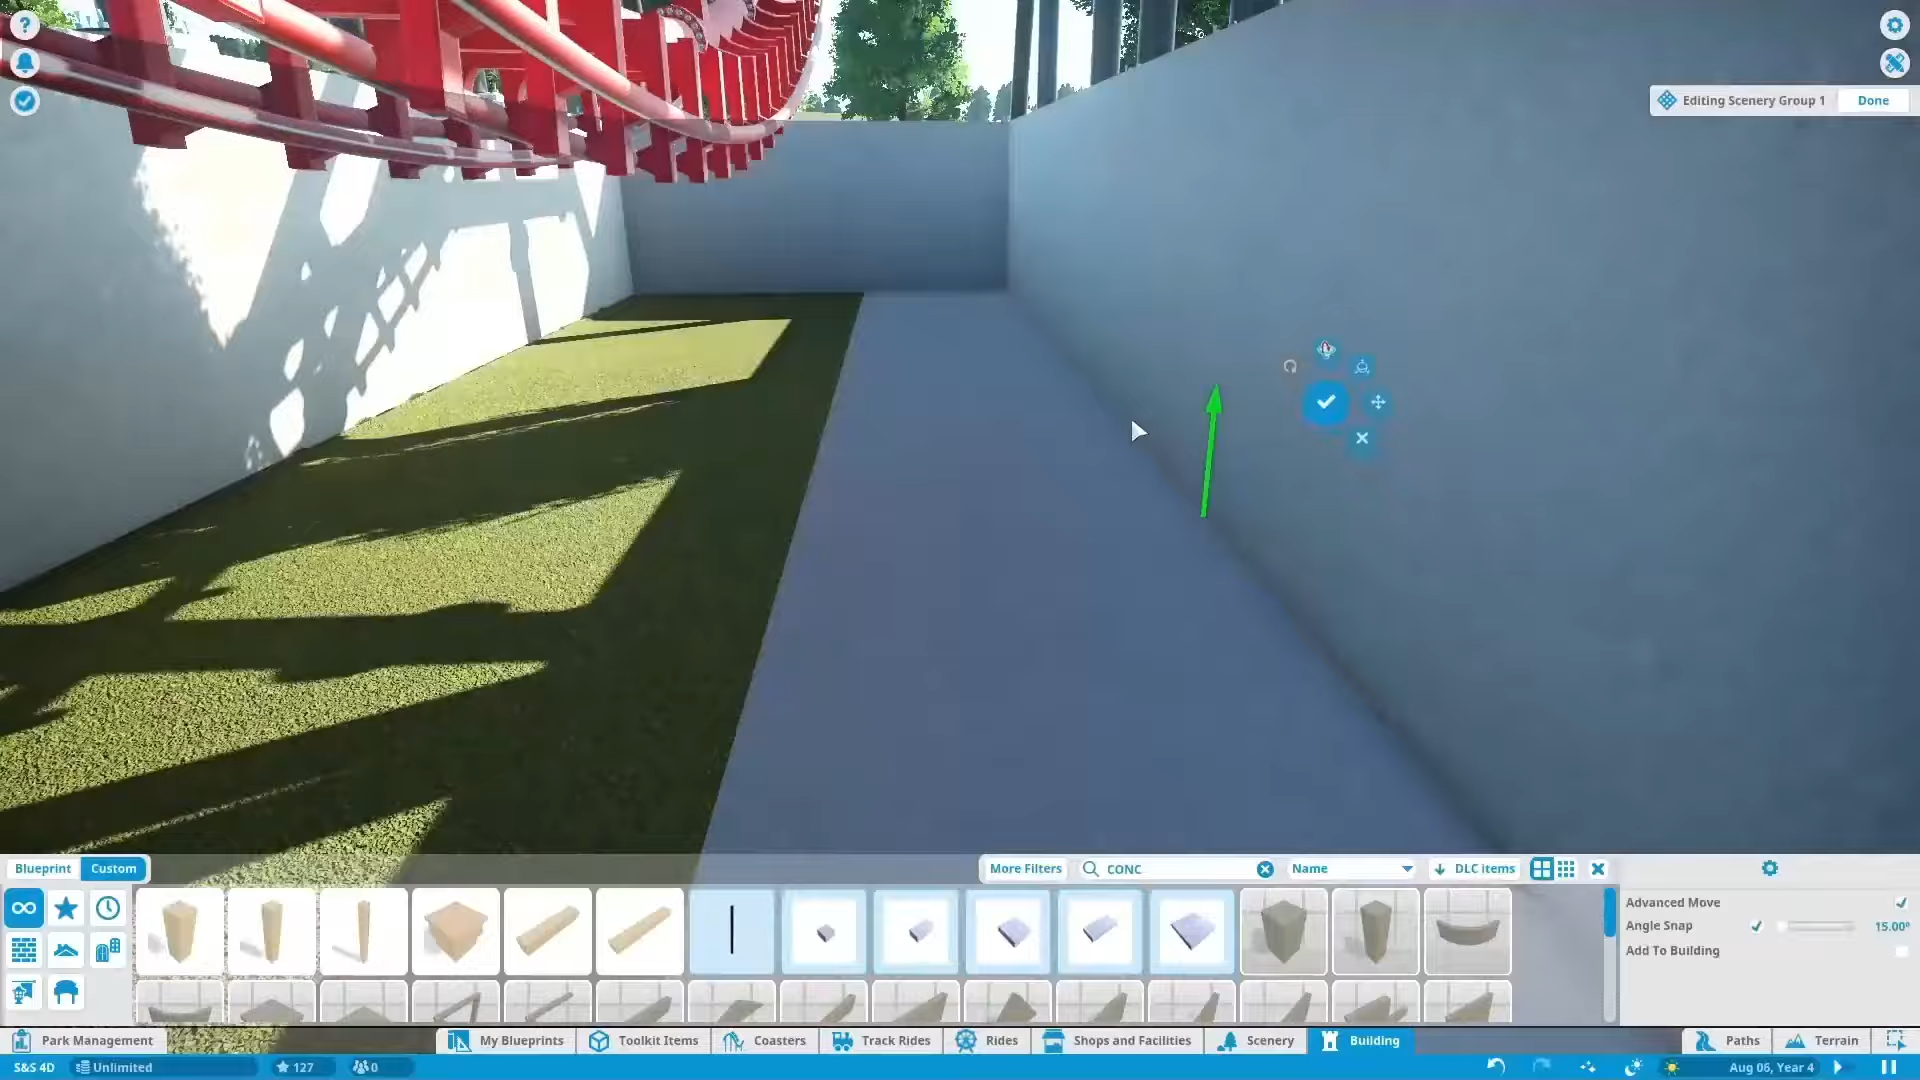 ?
Editing Scenery Group 1 Done
Blueprint Custom
More Filters CONC Name DLC items
Advanced Move
Angle Snap 15.00°
Add To Building
Park Management My Blueprints Toolkit Items Coasters Track Rides Rides Shops and Facilities Scenery Building Paths Terrain
S&S 4D Unlimited 127 0 Aug 06, Year 4